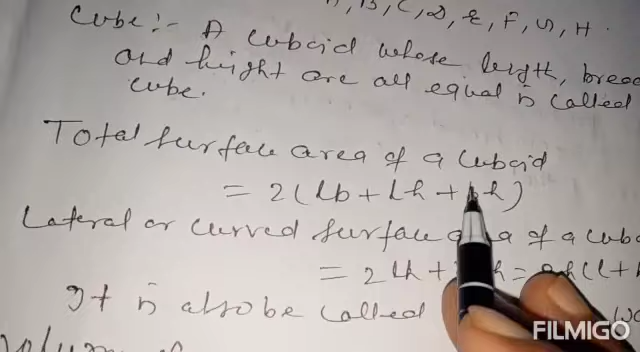 B, C, D, E, F, G, H.
Cube:- A cuboid whose length, bread
and height are all equal is called
cube.
Total surface area of a cuboid
= 2(lb + lh + bh)
Lateral or curved surface area of a cubo
= 2lh + h = 2h(l +
It is also be called
FILMIGO